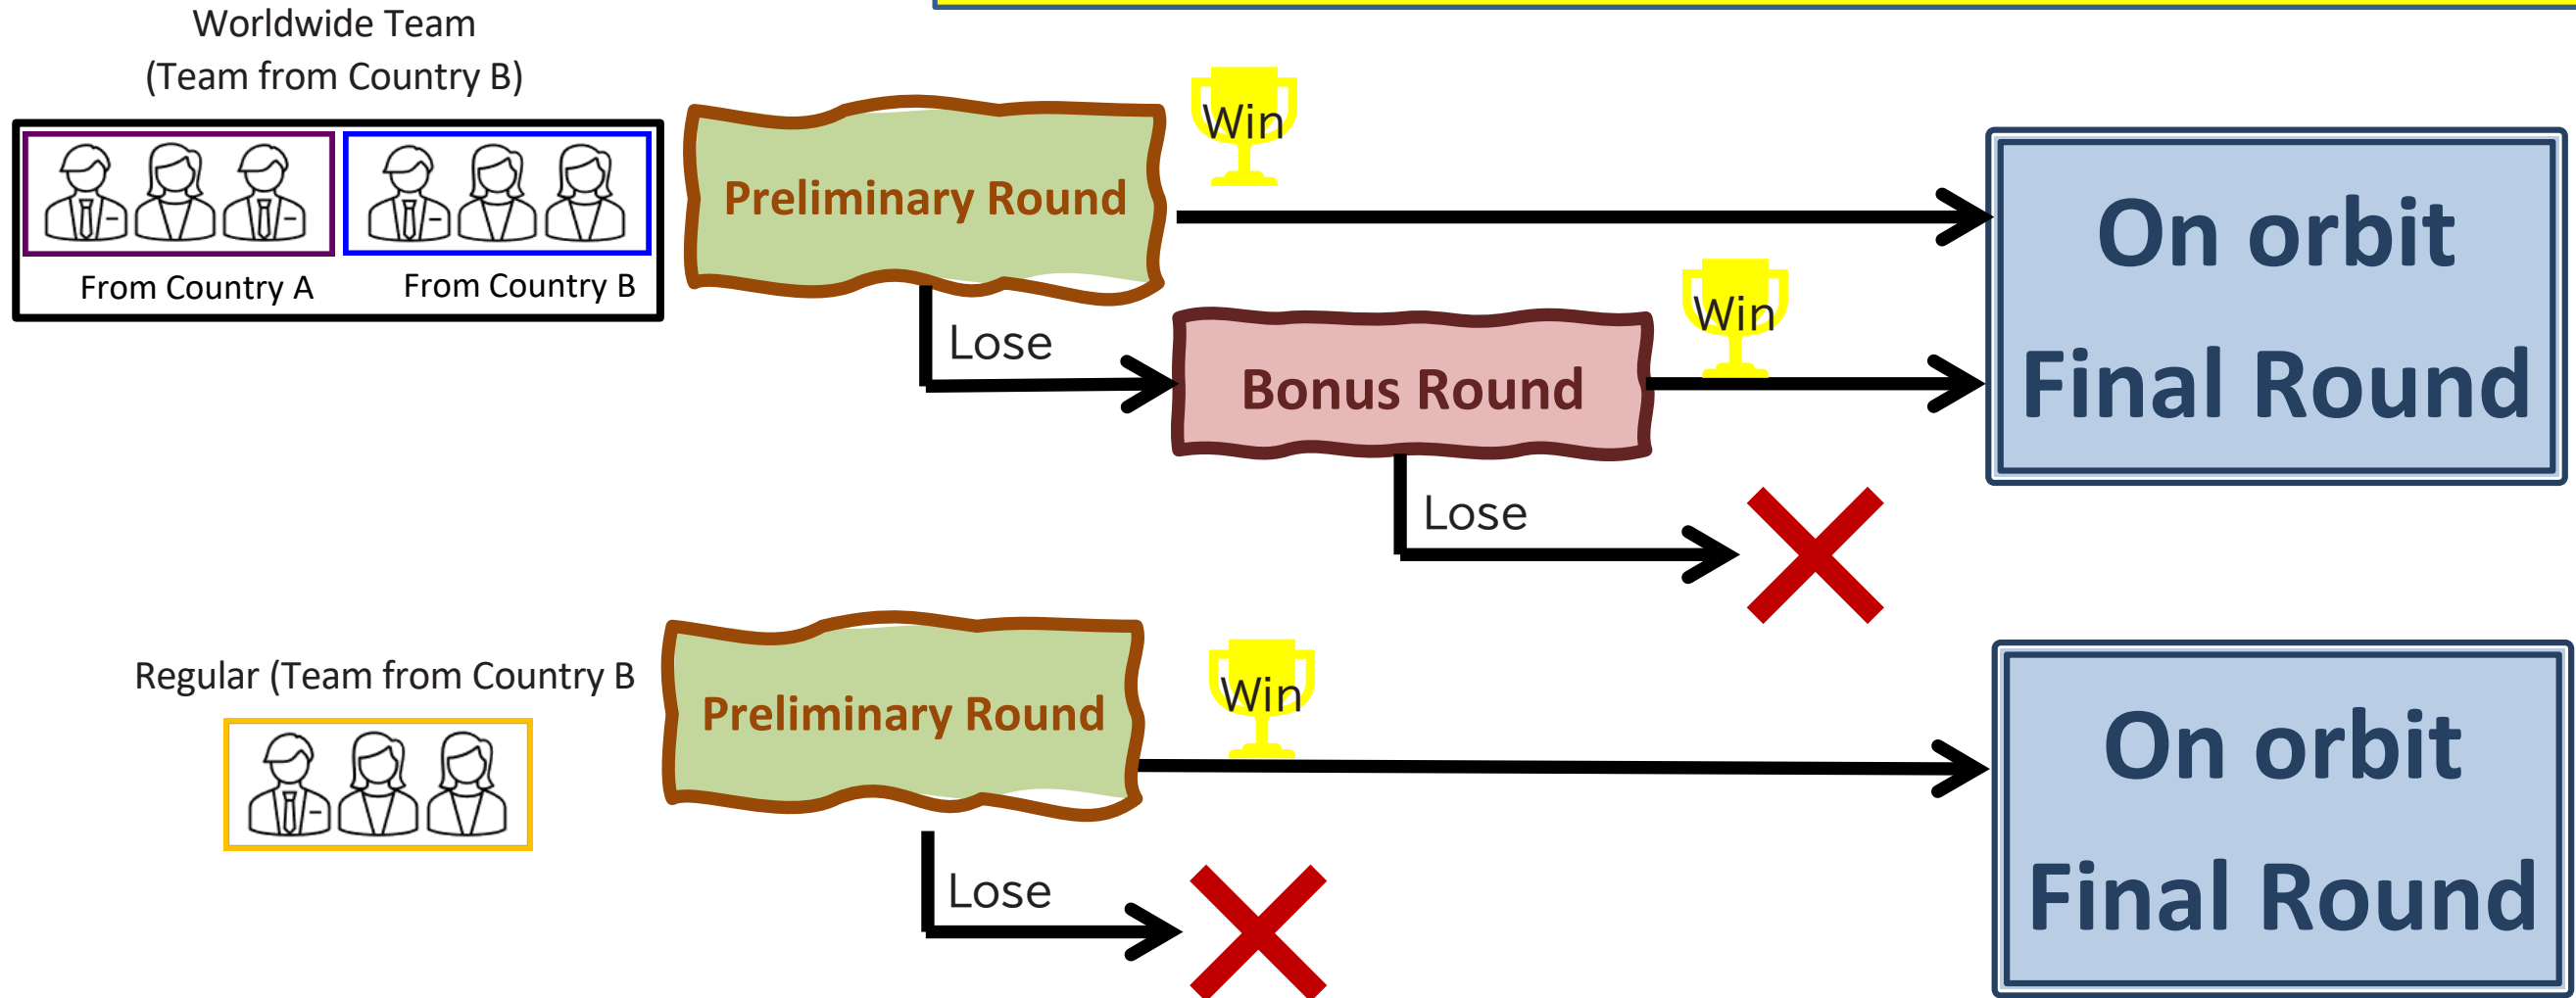 Worldwide Team
(Team from Country B)
From Country A
From Country B
Preliminary Round
Win
Lose
Bonus Round
Win
Lose
On orbit
Final Round
Regular (Team from Country B
Preliminary Round
Win
Lose
On orbit
Final Round